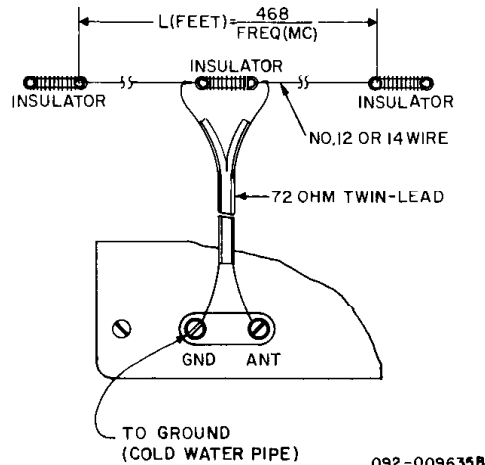 L(FEET)=468/FREQ(MC)
INSULATOR
INSULATOR
INSULATOR
NO.12 OR 14 WIRE
72 OHM TWIN-LEAD
GND ANT
TO GROUND
(COLD WATER PIPE)
092-009635B